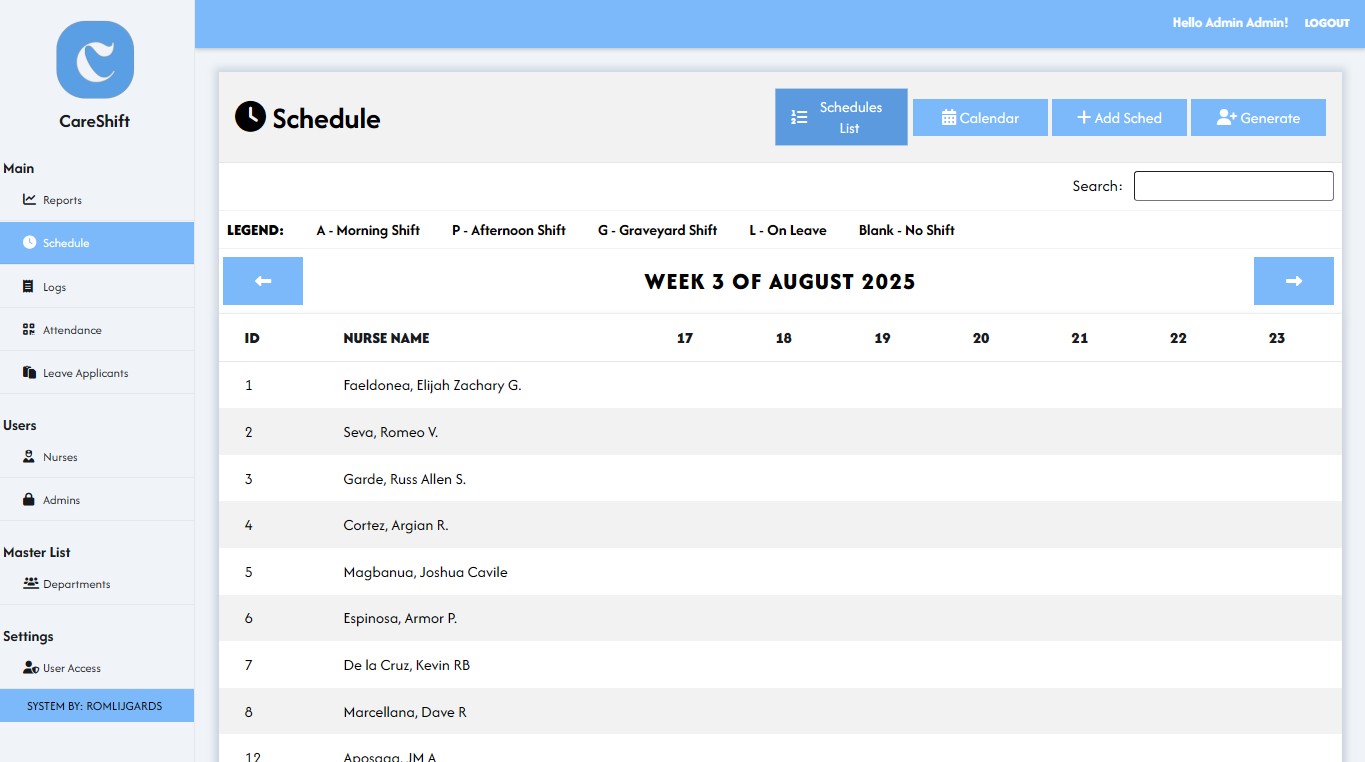 Hello Admin Admin! LOGOUT
CareShift
Main
Reports
Schedule
Logs
Attendance
Leave Applicants
Users
Nurses
Admins
Master List
Departments
Settings
User Access
SYSTEM BY: ROMLIJGARDS
Schedule
Schedules List
Calendar
Add Sched
Generate
Search:
LEGEND: A - Morning Shift P - Afternoon Shift G - Graveyard Shift L - On Leave Blank - No Shift
WEEK 3 OF AUGUST 2025
ID NURSE NAME 17 18 19 20 21 22 23
1 Faeldonea, Elijah Zachary G.
2 Seva, Romeo V.
3 Garde, Russ Allen S.
4 Cortez, Argian R.
5 Magbanua, Joshua Cavile
6 Espinosa, Armor P.
7 De la Cruz, Kevin RB
8 Marcellana, Dave R
12 Aposaga, JM A